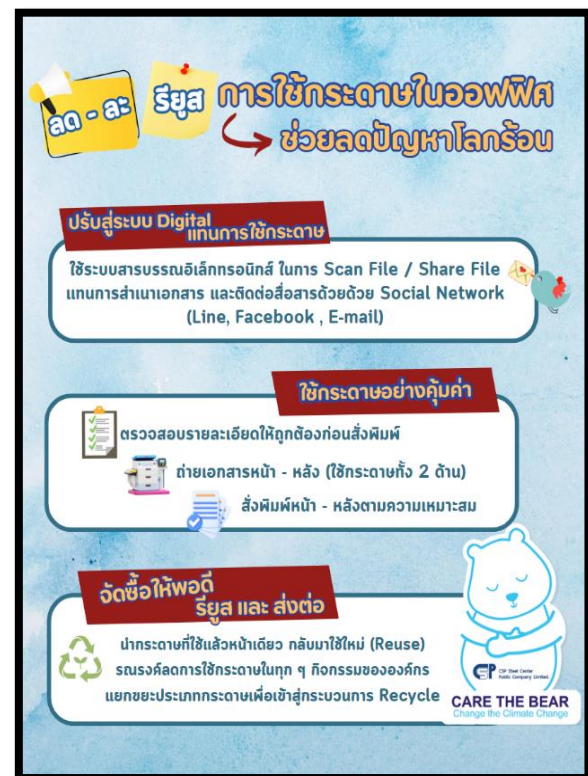 ลด - ละ รียูส การใช้กระดาษในออฟฟิศ
ช่วยลดปัญหาโลกร้อน
ปรับสู่ระบบ Digital
แทนการใช้กระดาษ
ใช้ระบบสารบรรณอิเล็กทรอนิกส์ ในการ Scan File / Share File
แทนการสำเนาเอกสาร และติดต่อสื่อสารด้วยด้วย Social Network
(Line, Facebook , E-mail)
ใช้กระดาษอย่างคุ้มค่า
ตรวจสอบรายละเอียดให้ถูกต้องก่อนสั่งพิมพ์
ถ่ายเอกสารหน้า - หลัง (ใช้กระดาษทั้ง 2 ด้าน)
สั่งพิมพ์หน้า - หลังตามความเหมาะสม
จัดซื้อให้พอดี
รียูส และ ส่งต่อ
นำกระดาษที่ใช้แล้วหน้าเดียว กลับมาใช้ใหม่ (Reuse)
รณรงค์ลดการใช้กระดาษในทุก ๆ กิจกรรมขององค์กร
แยกขยะประเภทกระดาษเพื่อเข้าสู่กระบวนการ Recycle
CSP CSP Steel Center
Public Company Limited.
CARE THE BEAR
Change the Climate Change